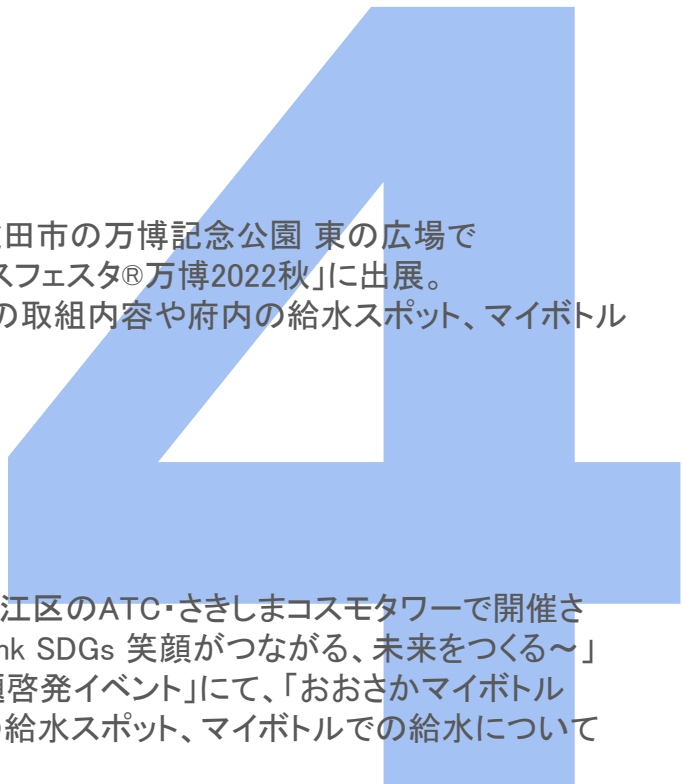 田市の万博記念公園 東の広場で
スフェスタ®万博2022秋」に出展。
の取組内容や府内の給水スポット、マイボトル
4
江区のATC・さきしまコスモタワーで開催さ
nk SDGs 笑顔がつながる、未来をつくる～」
啓発イベント」にて、「おおさかマイボトル
給水スポット、マイボトルでの給水について